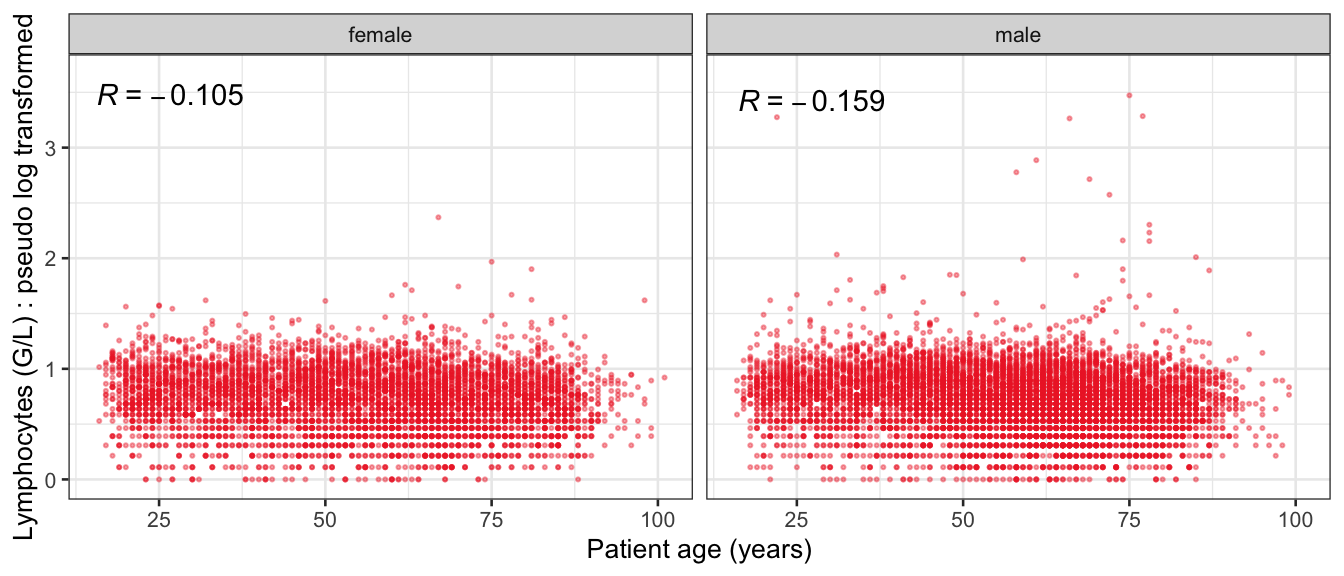 female
male
R = −0.105
R = −0.159
Lymphocytes (G/L) : pseudo log transformed
3
2
1
0
25
50
75
100
25
50
75
100
Patient age (years)